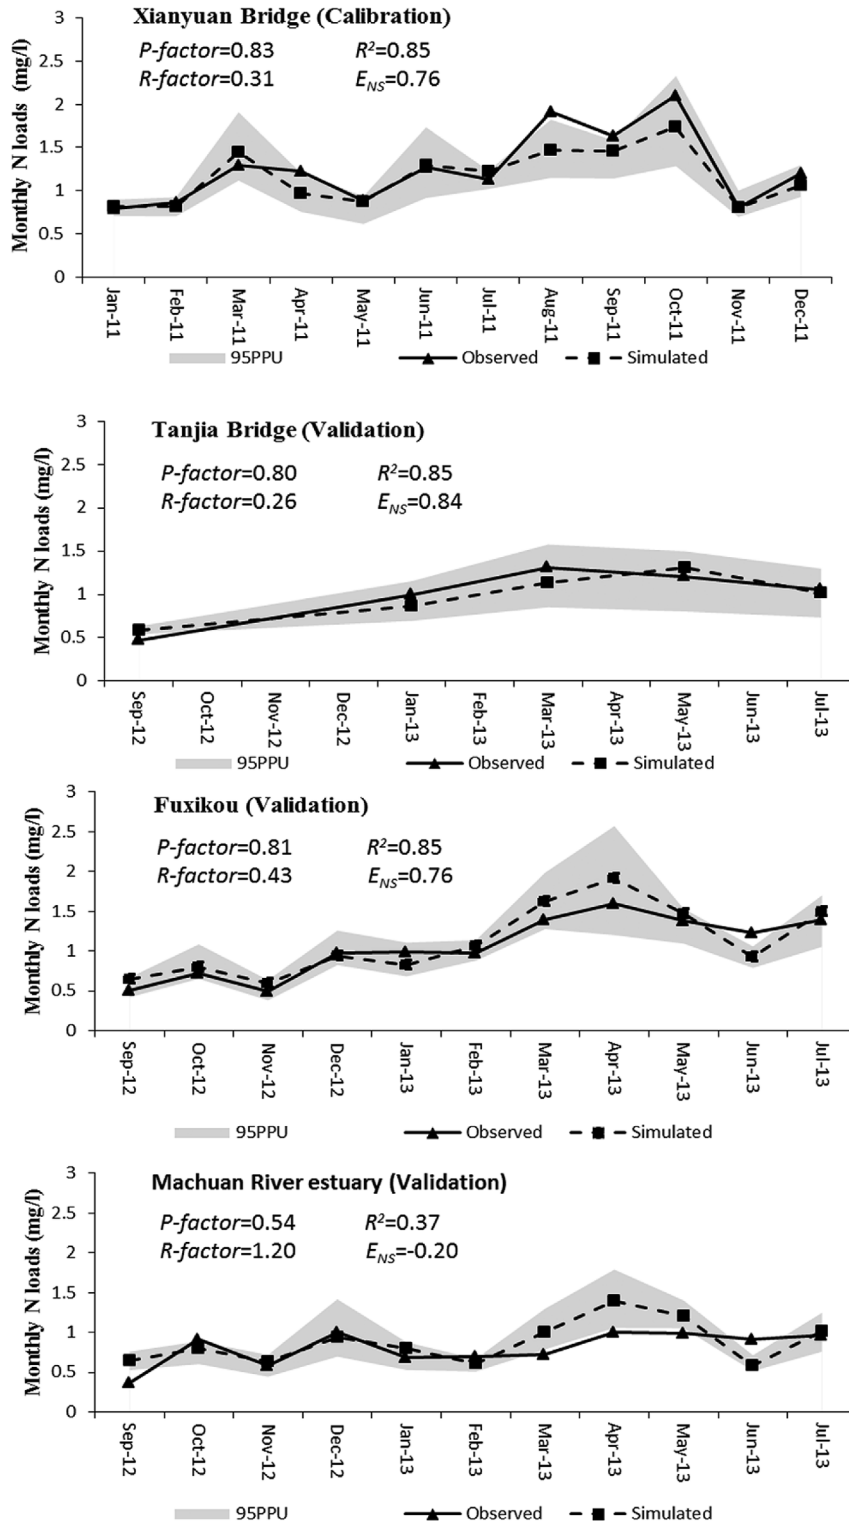 Xianyuan Bridge (Calibration)
P-factor=0.83 R²=0.85
R-factor=0.31 E_NS=0.76
Monthly N loads (mg/l)
3
2.5
2
1.5
1
0.5
0
Jan-11 Feb-11 Mar-11 Apr-11 May-11 Jun-11 Jul-11 Aug-11 Sep-11 Oct-11 Nov-11 Dec-11
95PPU Observed Simulated
Tanjia Bridge (Validation)
P-factor=0.80 R²=0.85
R-factor=0.26 E_NS=0.84
Monthly N loads (mg/l)
3
2.5
2
1.5
1
0.5
0
Sep-12 Oct-12 Nov-12 Dec-12 Jan-13 Feb-13 Mar-13 Apr-13 May-13 Jun-13 Jul-13
95PPU Observed Simulated
Fuxikou (Validation)
P-factor=0.81 R²=0.85
R-factor=0.43 E_NS=0.76
Monthly N loads (mg/l)
3
2.5
2
1.5
1
0.5
0
Sep-12 Oct-12 Nov-12 Dec-12 Jan-13 Feb-13 Mar-13 Apr-13 May-13 Jun-13 Jul-13
95PPU Observed Simulated
Machuan River estuary (Validation)
P-factor=0.54 R²=0.37
R-factor=1.20 E_NS=-0.20
Monthly N loads (mg/l)
3
2.5
2
1.5
1
0.5
0
Sep-12 Oct-12 Nov-12 Dec-12 Jan-13 Feb-13 Mar-13 Apr-13 May-13 Jun-13 Jul-13
95PPU Observed Simulated